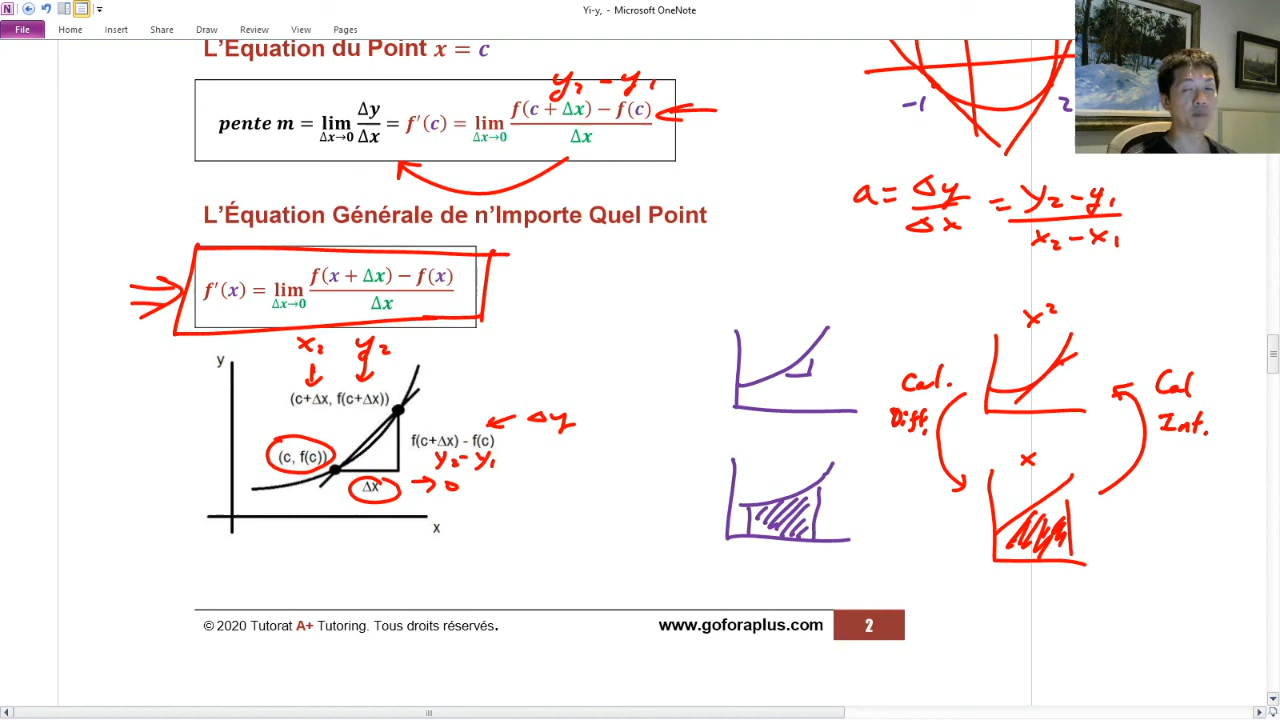 Yi-y, - Microsoft OneNote
File Home Insert Draw Review View Pages
L'Équation du Point x = c
y₂ - y₁
pente m = lim Δx→0 Δy/Δx = f'(c) = lim Δx→0 (f(c + Δx) − f(c))/Δx
-1 2
a = Δy/Δx = (y₂ - y₁)/(x₂ - x₁)
L'Équation Générale de n'Importe Quel Point
f'(x) = lim Δx→0 (f(x + Δx) − f(x))/Δx
x₂ y₂
y
(c+Δx, f(c+Δx))
f(c+Δx) - f(c) ← Δy
y₂ - y₁
(c, f(c))
Δx → 0
x
x²
Cal. Diff.
Cal Int.
x
© 2020 Tutorat A+ Tutoring. Tous droits réservés.
www.goforaplus.com 2